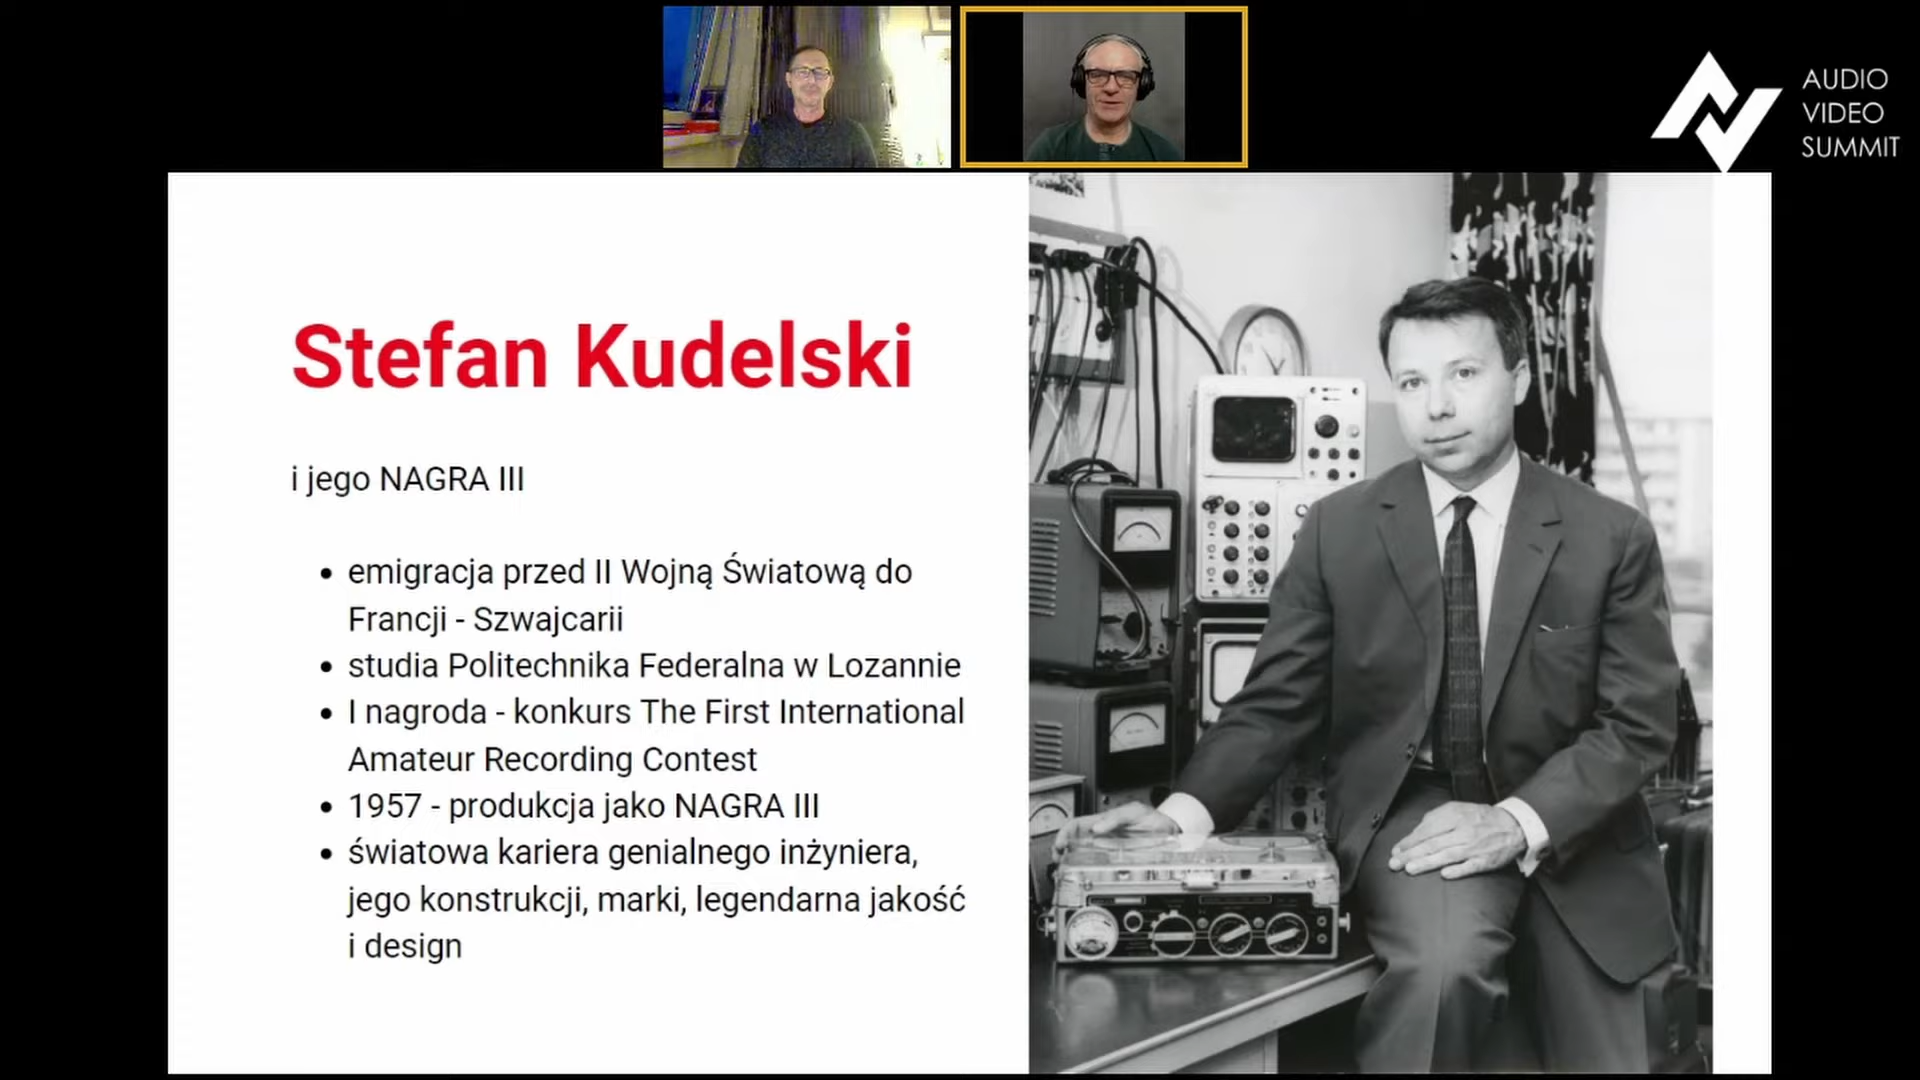 AUDIO
VIDEO
SUMMIT
Stefan Kudelski
i jego NAGRA III
• emigracja przed II Wojną Światową do
Francji - Szwajcarii
• studia Politechnika Federalna w Lozannie
• I nagroda - konkurs The First International
Amateur Recording Contest
• 1957 - produkcja jako NAGRA III
• światowa kariera genialnego inżyniera,
jego konstrukcji, marki, legendarna jakość
i design